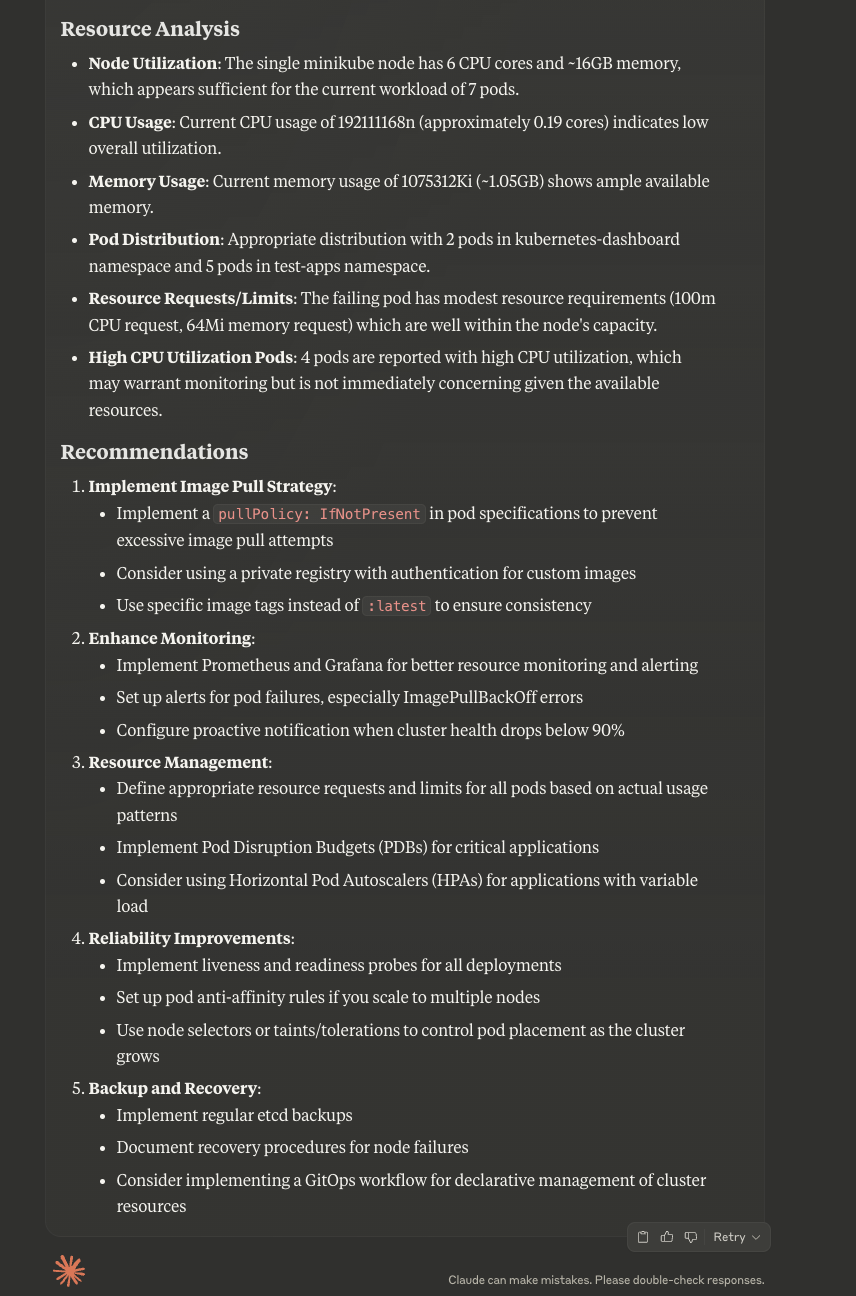 Resource Analysis
• Node Utilization: The single minikube node has 6 CPU cores and ~16GB memory,
which appears sufficient for the current workload of 7 pods.
• CPU Usage: Current CPU usage of 192111168n (approximately 0.19 cores) indicates low
overall utilization.
• Memory Usage: Current memory usage of 1075312Ki (~1.05GB) shows ample available
memory.
• Pod Distribution: Appropriate distribution with 2 pods in kubernetes-dashboard
namespace and 5 pods in test-apps namespace.
• Resource Requests/Limits: The failing pod has modest resource requirements (100m
CPU request, 64Mi memory request) which are well within the node's capacity.
• High CPU Utilization Pods: 4 pods are reported with high CPU utilization, which
may warrant monitoring but is not immediately concerning given the available
resources.
Recommendations
1. Implement Image Pull Strategy:
• Implement a pullPolicy: IfNotPresent in pod specifications to prevent
excessive image pull attempts
• Consider using a private registry with authentication for custom images
• Use specific image tags instead of :latest to ensure consistency
2. Enhance Monitoring:
• Implement Prometheus and Grafana for better resource monitoring and alerting
• Set up alerts for pod failures, especially ImagePullBackOff errors
• Configure proactive notification when cluster health drops below 90%
3. Resource Management:
• Define appropriate resource requests and limits for all pods based on actual usage
patterns
• Implement Pod Disruption Budgets (PDBs) for critical applications
• Consider using Horizontal Pod Autoscalers (HPAs) for applications with variable
load
4. Reliability Improvements:
• Implement liveness and readiness probes for all deployments
• Set up pod anti-affinity rules if you scale to multiple nodes
• Use node selectors or taints/tolerations to control pod placement as the cluster
grows
5. Backup and Recovery:
• Implement regular etcd backups
• Document recovery procedures for node failures
• Consider implementing a GitOps workflow for declarative management of cluster
resources
Retry
Claude can make mistakes. Please double-check responses.